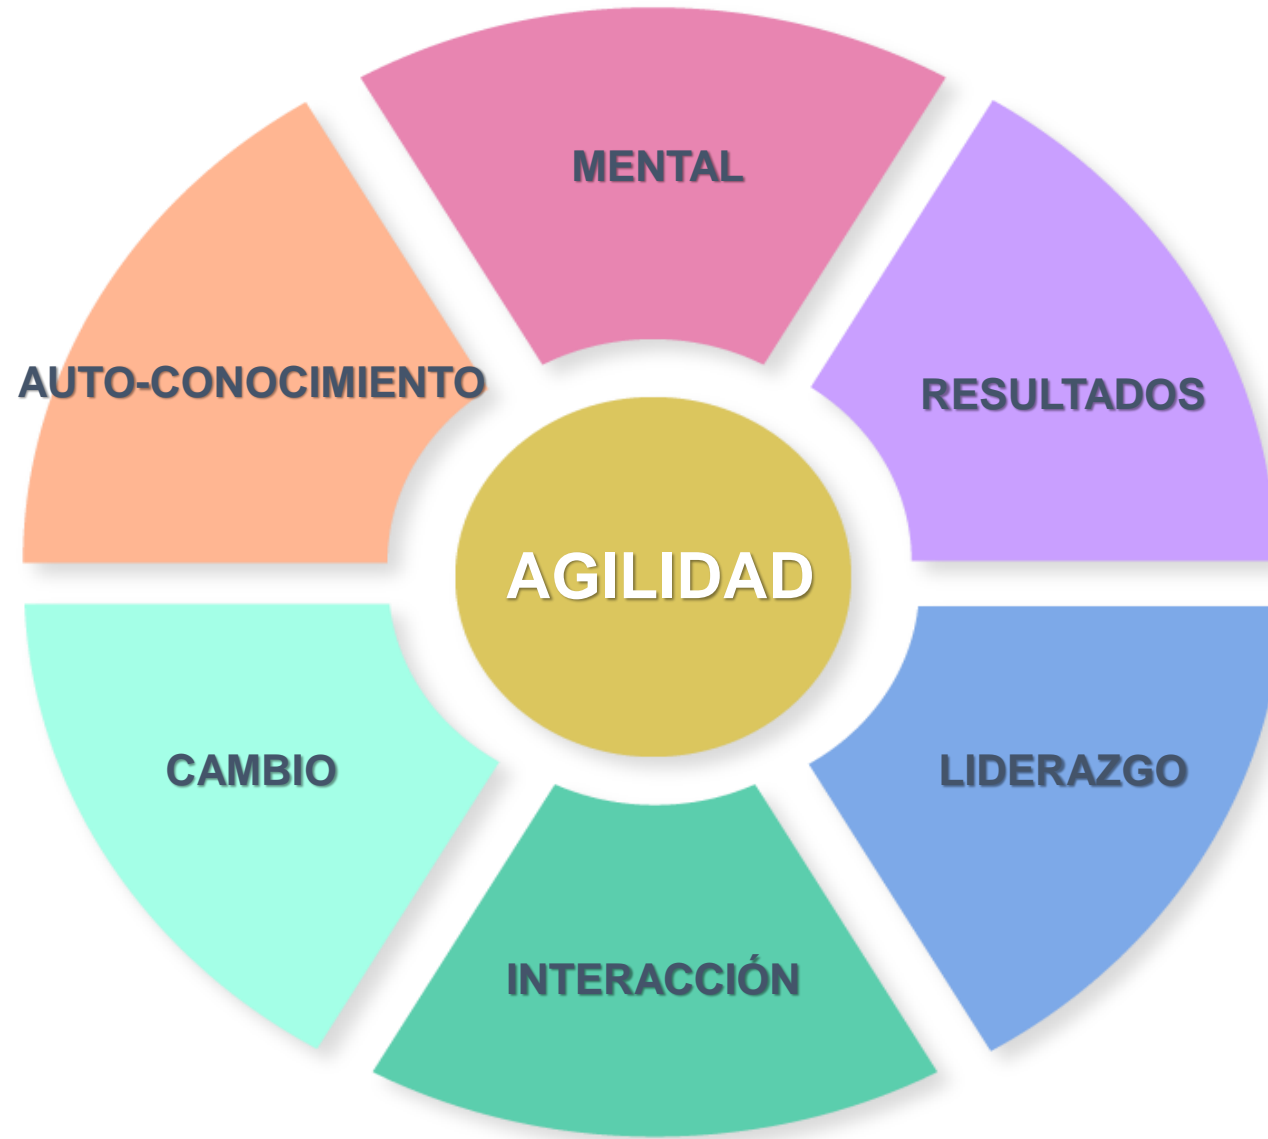 MENTAL
AUTO-CONOCIMIENTO
RESULTADOS
AGILIDAD
CAMBIO
LIDERAZGO
INTERACCIÓN